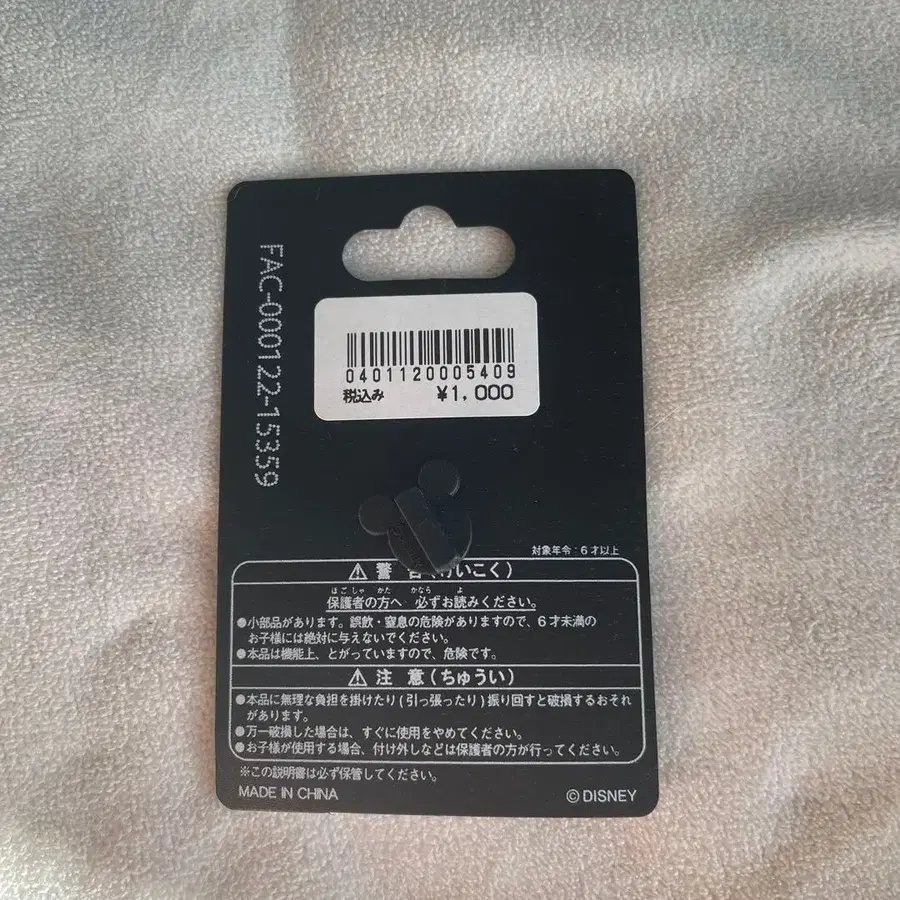 FAC-000122-15359
0401120005409
税込み ¥1,000
対象年令:6才以上
⚠ 警 (けいこく)
はごしゃ かた かなら よ
保護者の方へ 必ずお読みください。
●小部品があります。誤飲・窒息の危険がありますので、6才未満の
お子様には絶対に与えないでください。
●本品は機能上、とがっていますので、危険です。
⚠ 注 意(ちゅうい)
●本品に無理な負担を掛けたり(引っ張ったり)振り回すと破損するおそれ
があります。
●万一破損した場合は、すぐに使用をやめてください。
●お子様が使用する場合、付け外しなどは保護者の方が行ってください。
※この説明書は必ず保管してください。
MADE IN CHINA
©DISNEY